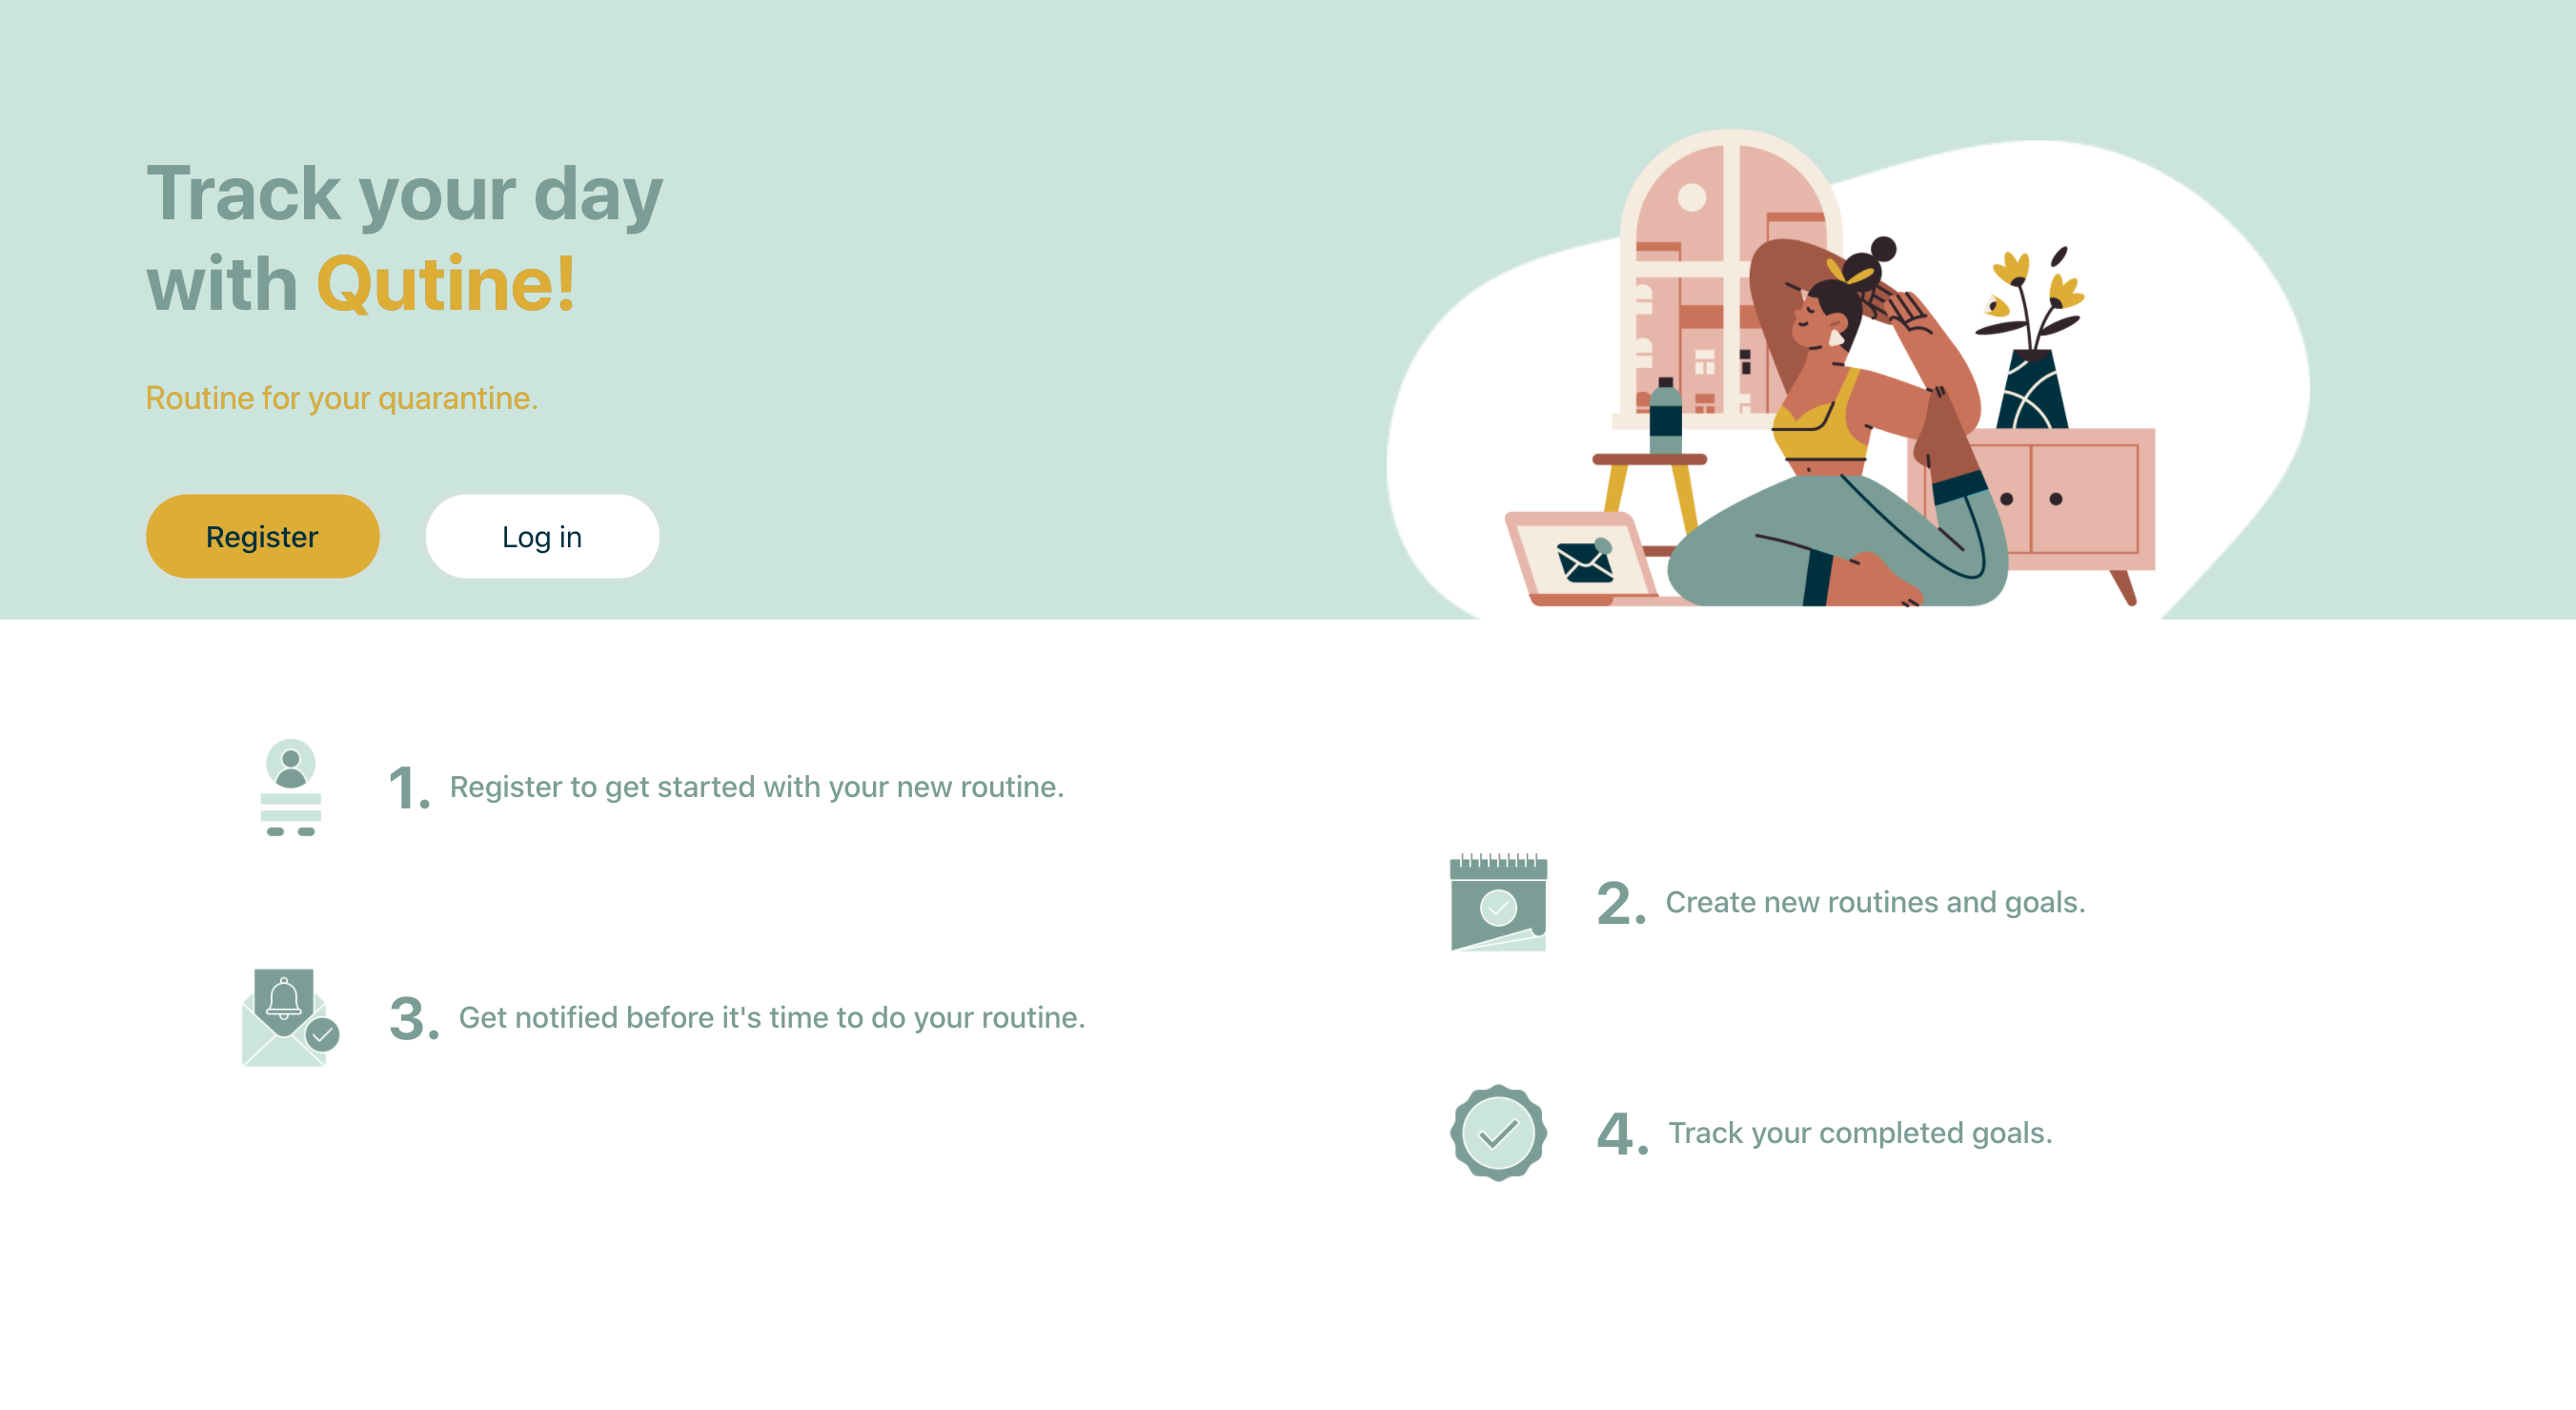 Track your day
with Qutine!
Routine for your quarantine.
Register
Log in
1. Register to get started with your new routine.
2. Create new routines and goals.
3. Get notified before it's time to do your routine.
4. Track your completed goals.